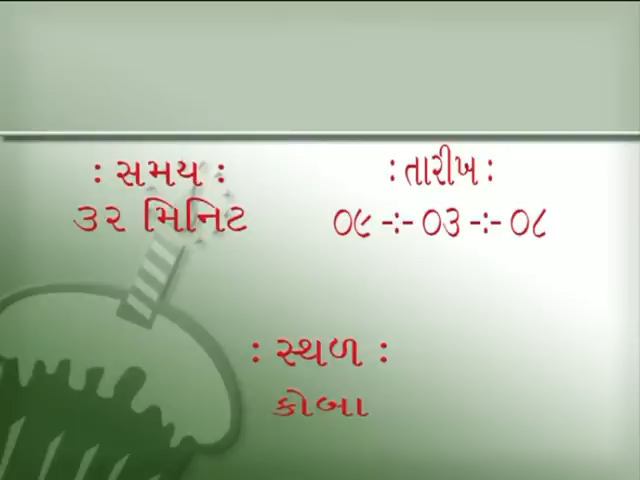 : સમય :
૩૨ મિનિટ
: તારીખ :
૦૯ -:- ૦૩ -:- ૦૮
: સ્થળ :
કોબા